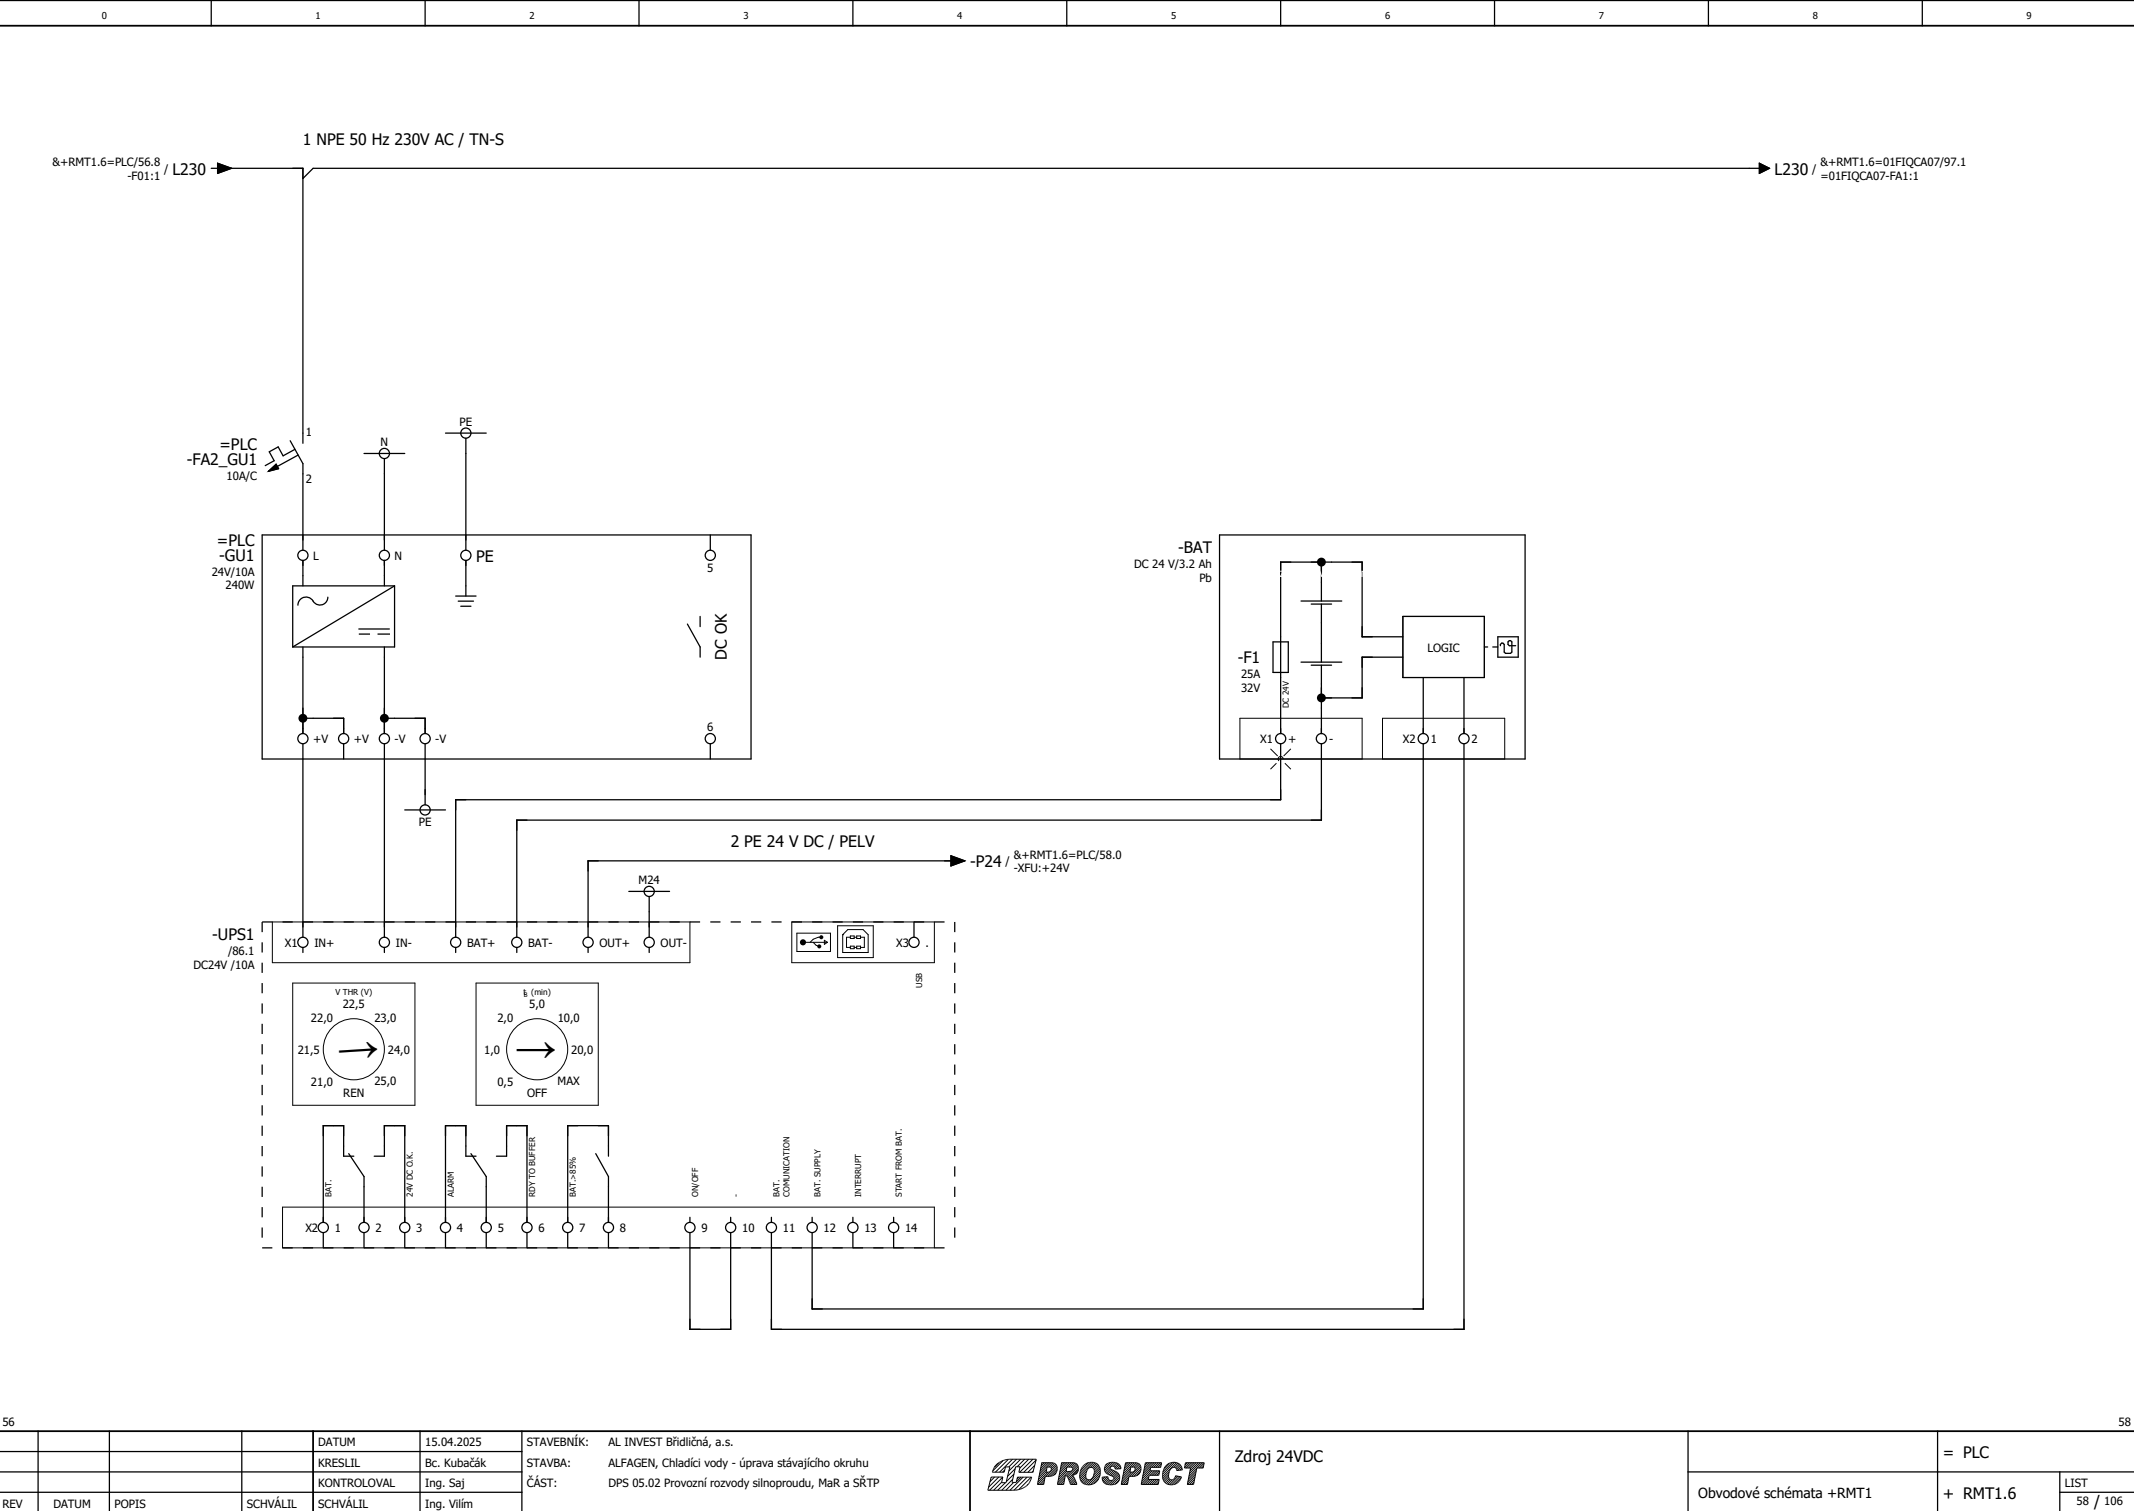 0 1 2 3 4 5 6 7 8 9
1 NPE 50 Hz 230V AC / TN-S
&+RMT1.6=PLC/56.8
-F01:1 / L230
L230 / &+RMT1.6=01FIQCA07/97.1
=01FIQCA07-FA1:1
=PLC
-FA2_GU1
10A/C
1
2
N
PE
=PLC
-GU1
24V/10A
240W
L
N
PE
5
DC OK
6
+V +V -V -V
PE
-BAT
DC 24 V/3.2 Ah
Pb
-F1
25A
32V
DC 24V
LOGIC
X1 + -
X2 1 2
2 PE 24 V DC / PELV
-P24 / &+RMT1.6=PLC/58.0
-XFU:+24V
M24
-UPS1
/86.1
DC24V /10A
X1 IN+ IN- BAT+ BAT- OUT+ OUT-
X3 .
USB
V THR (V)
22,5
22,0 23,0
21,5 24,0
21,0 25,0
REN
tB (min)
5,0
2,0 10,0
1,0 20,0
0,5 MAX
OFF
BAT.
24V DC O.K.
ALARM
RDY TO BUFFER
BAT.>85%
ON/OFF
.
BAT.
COMUNICATION
BAT. SUPPLY
INTERRUPT
START FROM BAT.
X2 1 2 3 4 5 6 7 8 9 10 11 12 13 14
56
58
DATUM 15.04.2025
KRESLIL Bc. Kubačák
KONTROLOVAL Ing. Saj
REV DATUM POPIS SCHVÁLIL SCHVÁLIL Ing. Vilím
STAVEBNÍK: AL INVEST Břidličná, a.s.
STAVBA: ALFAGEN, Chladíci vody - úprava stávajícího okruhu
ČÁST: DPS 05.02 Provozní rozvody silnoproudu, MaR a SŘTP
PROSPECT
Zdroj 24VDC
Obvodové schémata +RMT1
= PLC
+ RMT1.6
LIST
58 / 106